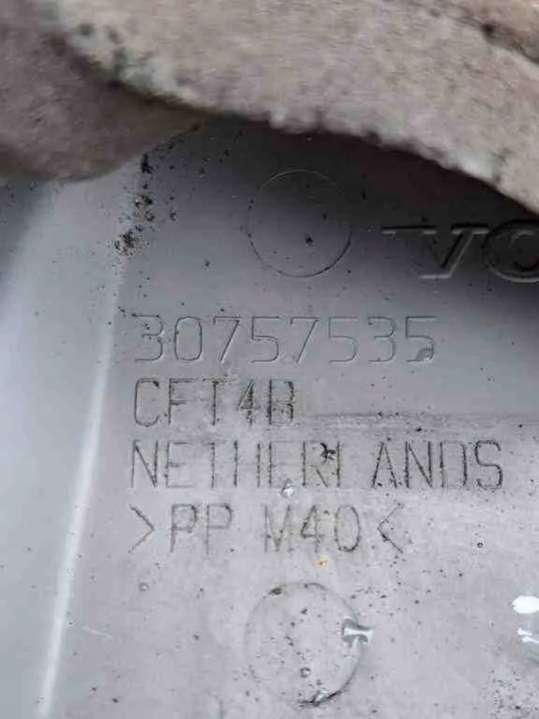 30757535
CFT4B
NETHERLANDS
>PP M40<